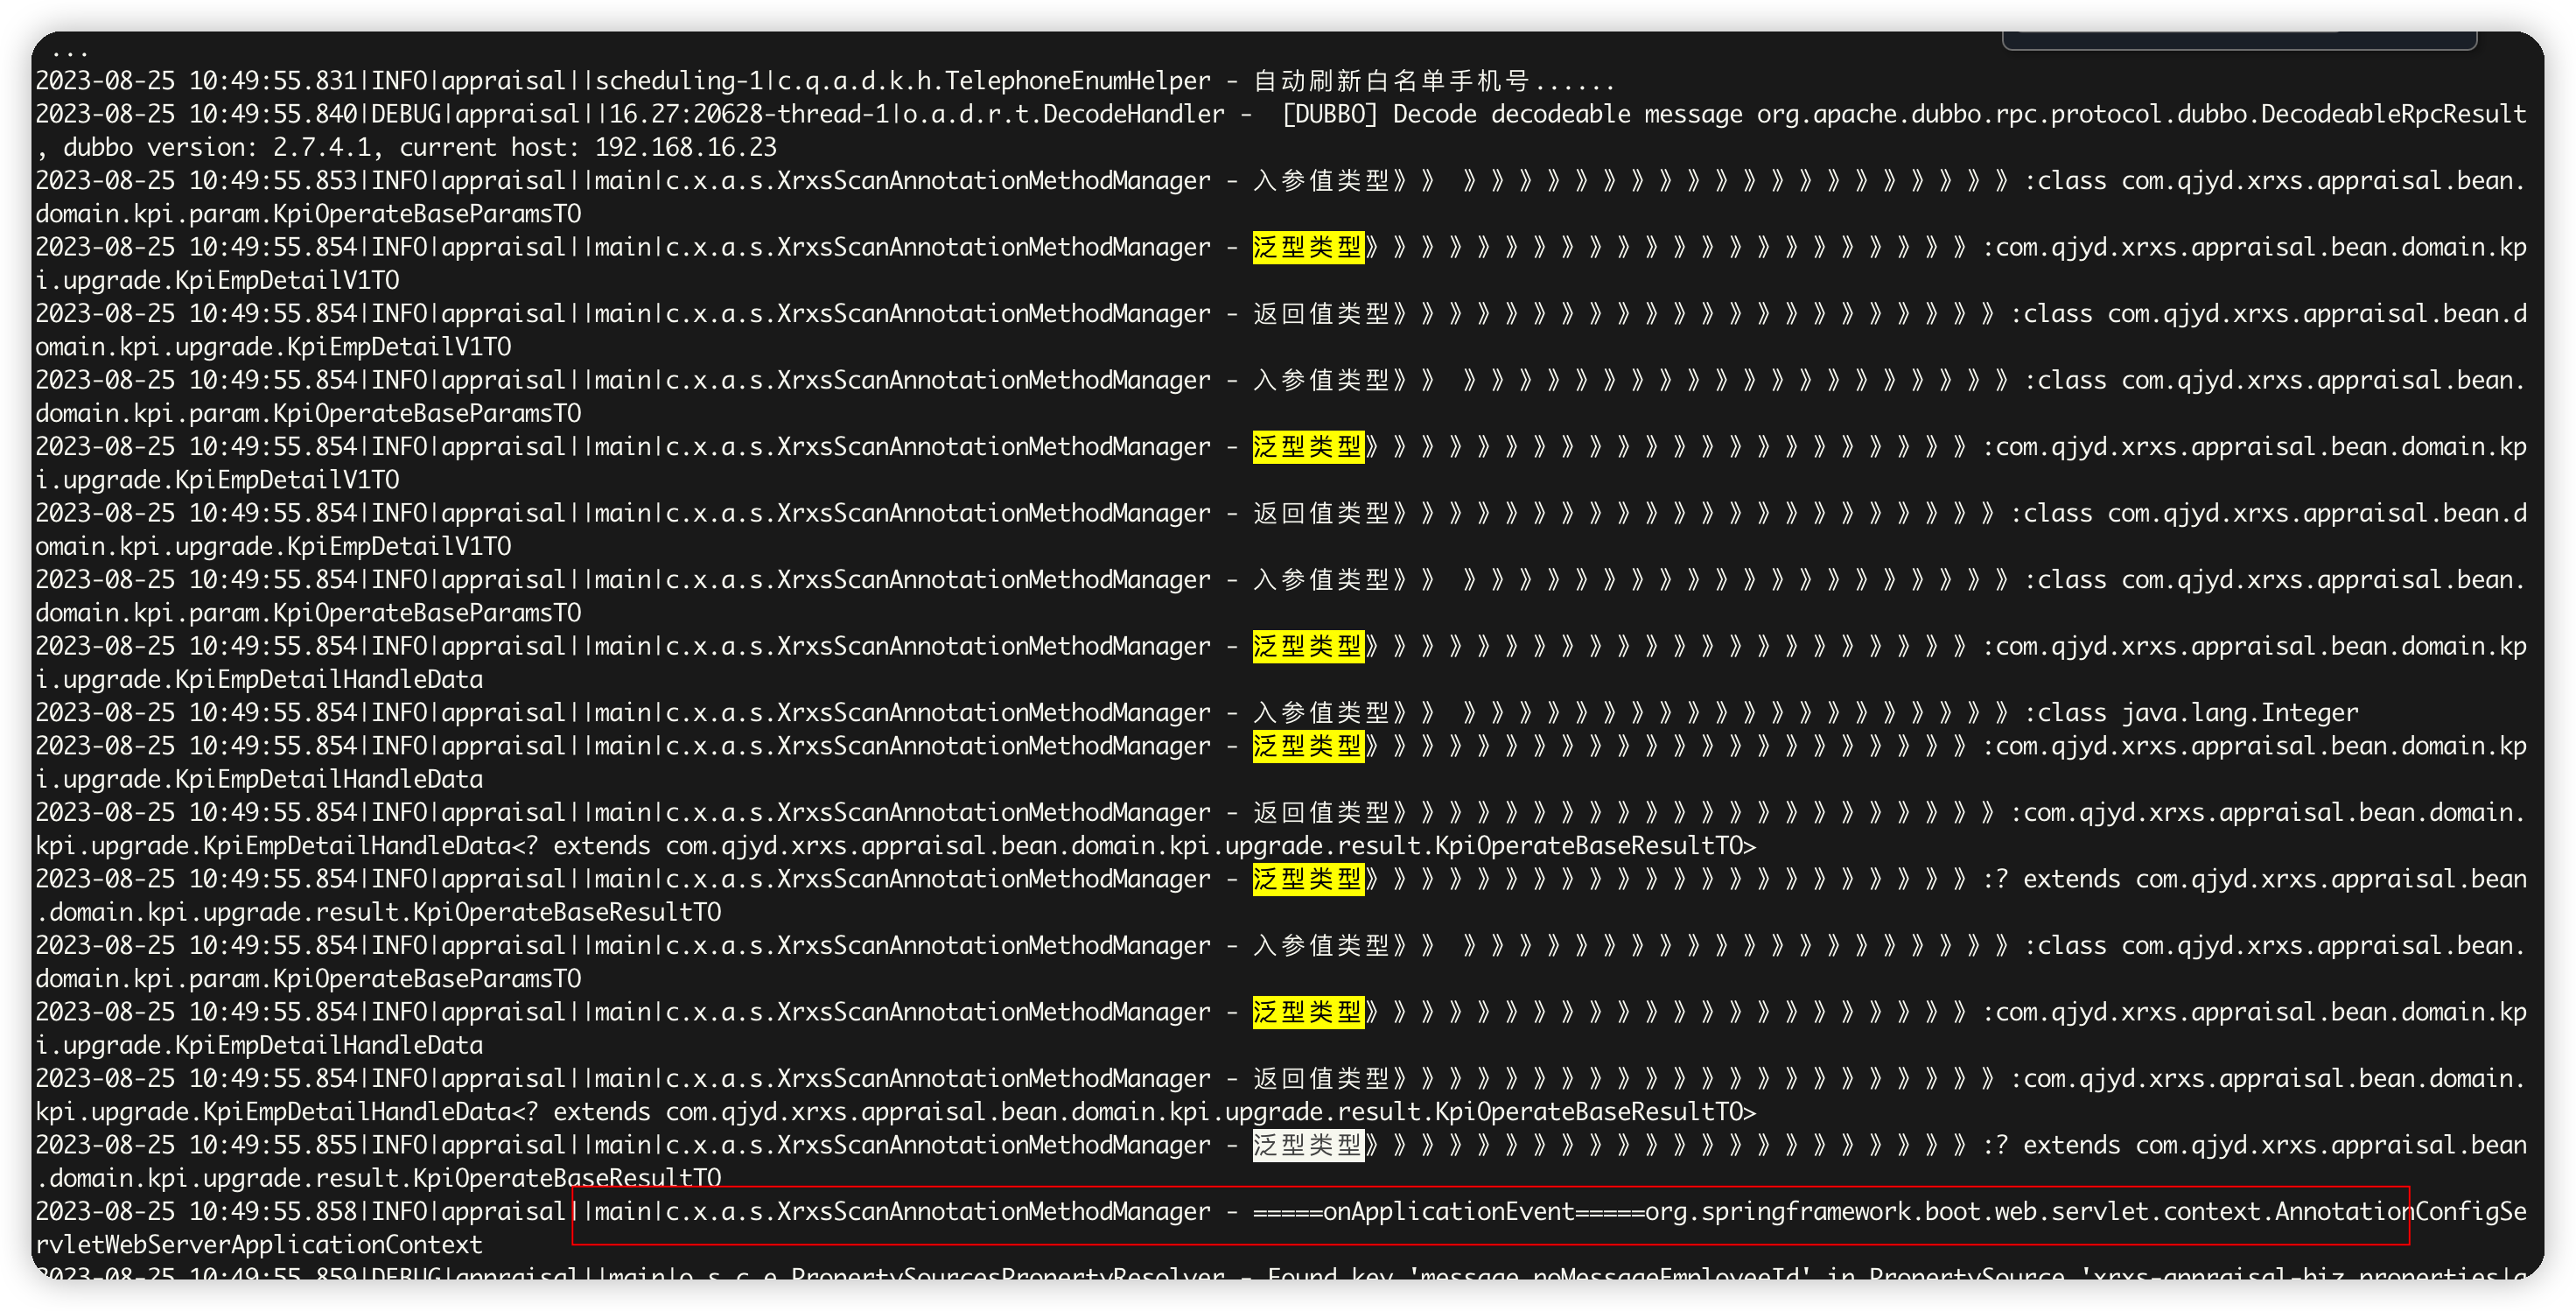 ...
2023-08-25 10:49:55.831|INFO|appraisal||scheduling-1|c.q.a.d.k.h.TelephoneEnumHelper - 自动刷新白名单手机号......
2023-08-25 10:49:55.840|DEBUG|appraisal||16.27:20628-thread-1|o.a.d.r.t.DecodeHandler -  [DUBBO] Decode decodeable message org.apache.dubbo.rpc.protocol.dubbo.DecodeableRpcResult
, dubbo version: 2.7.4.1, current host: 192.168.16.23
2023-08-25 10:49:55.853|INFO|appraisal||main|c.x.a.s.XrxsScanAnnotationMethodManager - 入参值类型》》 》》》》》》》》》》》》》》》》》》》》:class com.qjyd.xrxs.appraisal.bean.
domain.kpi.param.KpiOperateBaseParamsTO
2023-08-25 10:49:55.854|INFO|appraisal||main|c.x.a.s.XrxsScanAnnotationMethodManager - 泛型类型》》》》》》》》》》》》》》》》》》》》》》:com.qjyd.xrxs.appraisal.bean.domain.kp
i.upgrade.KpiEmpDetailV1TO
2023-08-25 10:49:55.854|INFO|appraisal||main|c.x.a.s.XrxsScanAnnotationMethodManager - 返回值类型》》》》》》》》》》》》》》》》》》》》》》:class com.qjyd.xrxs.appraisal.bean.d
omain.kpi.upgrade.KpiEmpDetailV1TO
2023-08-25 10:49:55.854|INFO|appraisal||main|c.x.a.s.XrxsScanAnnotationMethodManager - 入参值类型》》 》》》》》》》》》》》》》》》》》》》》:class com.qjyd.xrxs.appraisal.bean.
domain.kpi.param.KpiOperateBaseParamsTO
2023-08-25 10:49:55.854|INFO|appraisal||main|c.x.a.s.XrxsScanAnnotationMethodManager - 泛型类型》》》》》》》》》》》》》》》》》》》》》》:com.qjyd.xrxs.appraisal.bean.domain.kp
i.upgrade.KpiEmpDetailV1TO
2023-08-25 10:49:55.854|INFO|appraisal||main|c.x.a.s.XrxsScanAnnotationMethodManager - 返回值类型》》》》》》》》》》》》》》》》》》》》》》:class com.qjyd.xrxs.appraisal.bean.d
omain.kpi.upgrade.KpiEmpDetailV1TO
2023-08-25 10:49:55.854|INFO|appraisal||main|c.x.a.s.XrxsScanAnnotationMethodManager - 入参值类型》》 》》》》》》》》》》》》》》》》》》》》:class com.qjyd.xrxs.appraisal.bean.
domain.kpi.param.KpiOperateBaseParamsTO
2023-08-25 10:49:55.854|INFO|appraisal||main|c.x.a.s.XrxsScanAnnotationMethodManager - 泛型类型》》》》》》》》》》》》》》》》》》》》》》:com.qjyd.xrxs.appraisal.bean.domain.kp
i.upgrade.KpiEmpDetailHandleData
2023-08-25 10:49:55.854|INFO|appraisal||main|c.x.a.s.XrxsScanAnnotationMethodManager - 入参值类型》》 》》》》》》》》》》》》》》》》》》》》:class java.lang.Integer
2023-08-25 10:49:55.854|INFO|appraisal||main|c.x.a.s.XrxsScanAnnotationMethodManager - 泛型类型》》》》》》》》》》》》》》》》》》》》》》:com.qjyd.xrxs.appraisal.bean.domain.kp
i.upgrade.KpiEmpDetailHandleData
2023-08-25 10:49:55.854|INFO|appraisal||main|c.x.a.s.XrxsScanAnnotationMethodManager - 返回值类型》》》》》》》》》》》》》》》》》》》》》》:com.qjyd.xrxs.appraisal.bean.domain.
kpi.upgrade.KpiEmpDetailHandleData<? extends com.qjyd.xrxs.appraisal.bean.domain.kpi.upgrade.result.KpiOperateBaseResultTO>
2023-08-25 10:49:55.854|INFO|appraisal||main|c.x.a.s.XrxsScanAnnotationMethodManager - 泛型类型》》》》》》》》》》》》》》》》》》》》》》:? extends com.qjyd.xrxs.appraisal.bean
.domain.kpi.upgrade.result.KpiOperateBaseResultTO
2023-08-25 10:49:55.854|INFO|appraisal||main|c.x.a.s.XrxsScanAnnotationMethodManager - 入参值类型》》 》》》》》》》》》》》》》》》》》》》》:class com.qjyd.xrxs.appraisal.bean.
domain.kpi.param.KpiOperateBaseParamsTO
2023-08-25 10:49:55.854|INFO|appraisal||main|c.x.a.s.XrxsScanAnnotationMethodManager - 泛型类型》》》》》》》》》》》》》》》》》》》》》》:com.qjyd.xrxs.appraisal.bean.domain.kp
i.upgrade.KpiEmpDetailHandleData
2023-08-25 10:49:55.854|INFO|appraisal||main|c.x.a.s.XrxsScanAnnotationMethodManager - 返回值类型》》》》》》》》》》》》》》》》》》》》》》:com.qjyd.xrxs.appraisal.bean.domain.
kpi.upgrade.KpiEmpDetailHandleData<? extends com.qjyd.xrxs.appraisal.bean.domain.kpi.upgrade.result.KpiOperateBaseResultTO>
2023-08-25 10:49:55.855|INFO|appraisal||main|c.x.a.s.XrxsScanAnnotationMethodManager - 泛型类型》》》》》》》》》》》》》》》》》》》》》》:? extends com.qjyd.xrxs.appraisal.bean
.domain.kpi.upgrade.result.KpiOperateBaseResultTO
2023-08-25 10:49:55.858|INFO|appraisal||main|c.x.a.s.XrxsScanAnnotationMethodManager - =====onApplicationEvent=====org.springframework.boot.web.servlet.context.AnnotationConfigSe
rvletWebServerApplicationContext
2023-08-25 10:49:55.859|DEBUG|appraisal||main|o.s.c.e.PropertySourcesPropertyResolver - Found key 'message.noMessageEmployeeId' in PropertySource 'xrxs-appraisal-biz.properties|